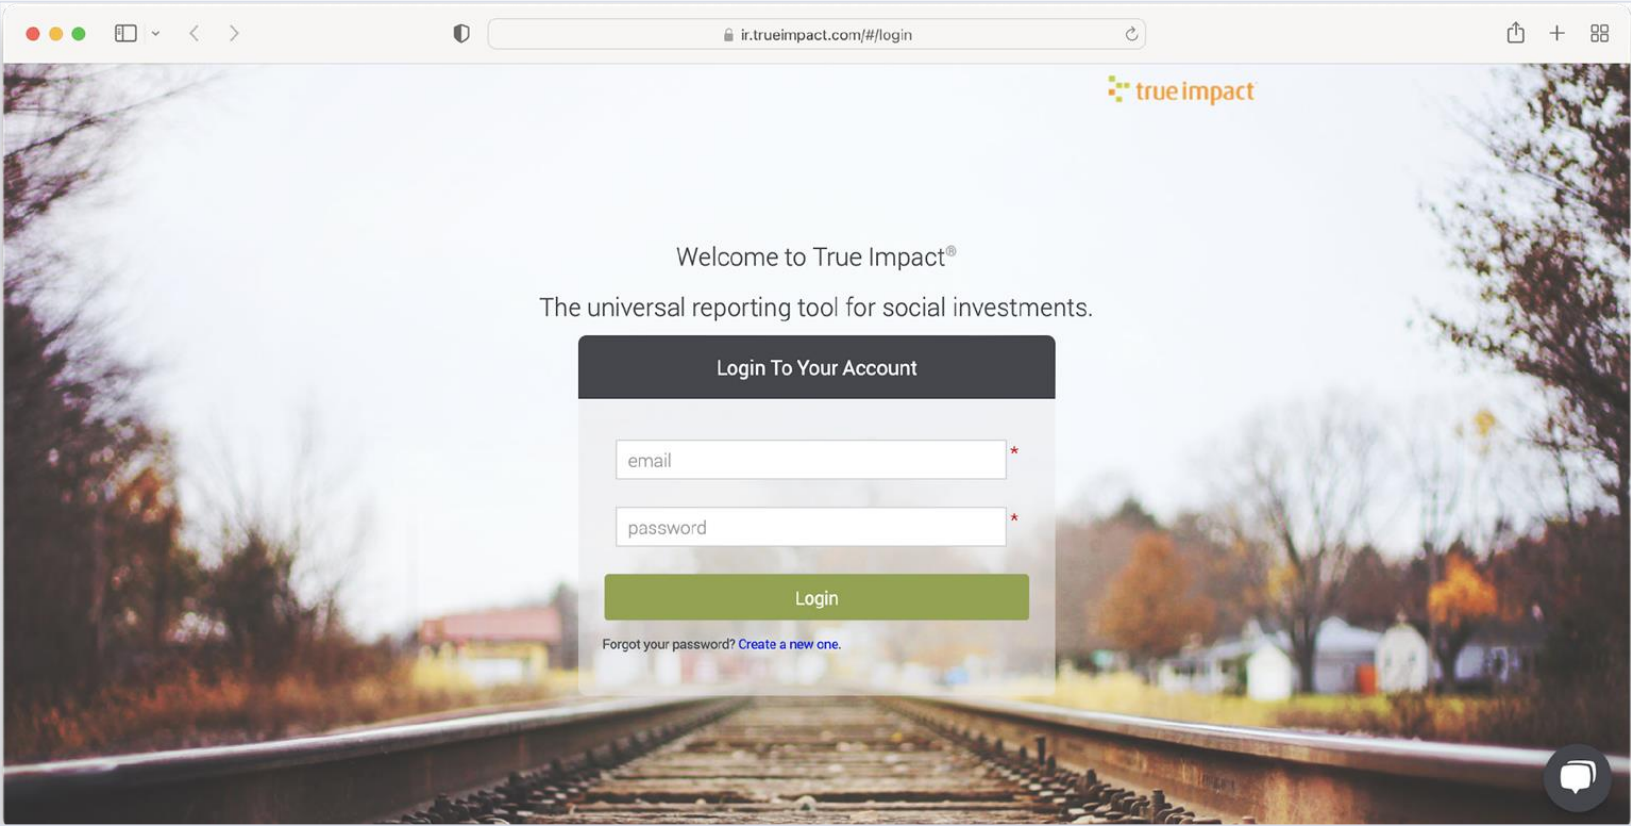 ir.trueimpact.com/#/login
true impact
Welcome to True Impact®
The universal reporting tool for social investments.
Login To Your Account
email *
password *
Login
Forgot your password? Create a new one.